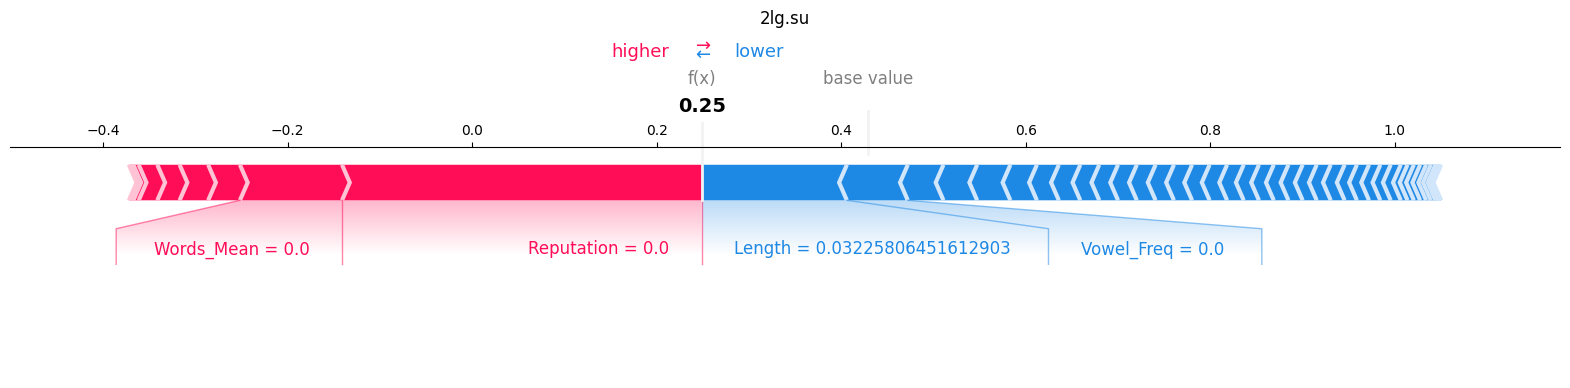 2lg.su
higher ⇄ lower
f(x) base value
0.25
−0.4 −0.2 0.0 0.2 0.4 0.6 0.8 1.0
Words_Mean = 0.0 Reputation = 0.0 Length = 0.03225806451612903 Vowel_Freq = 0.0